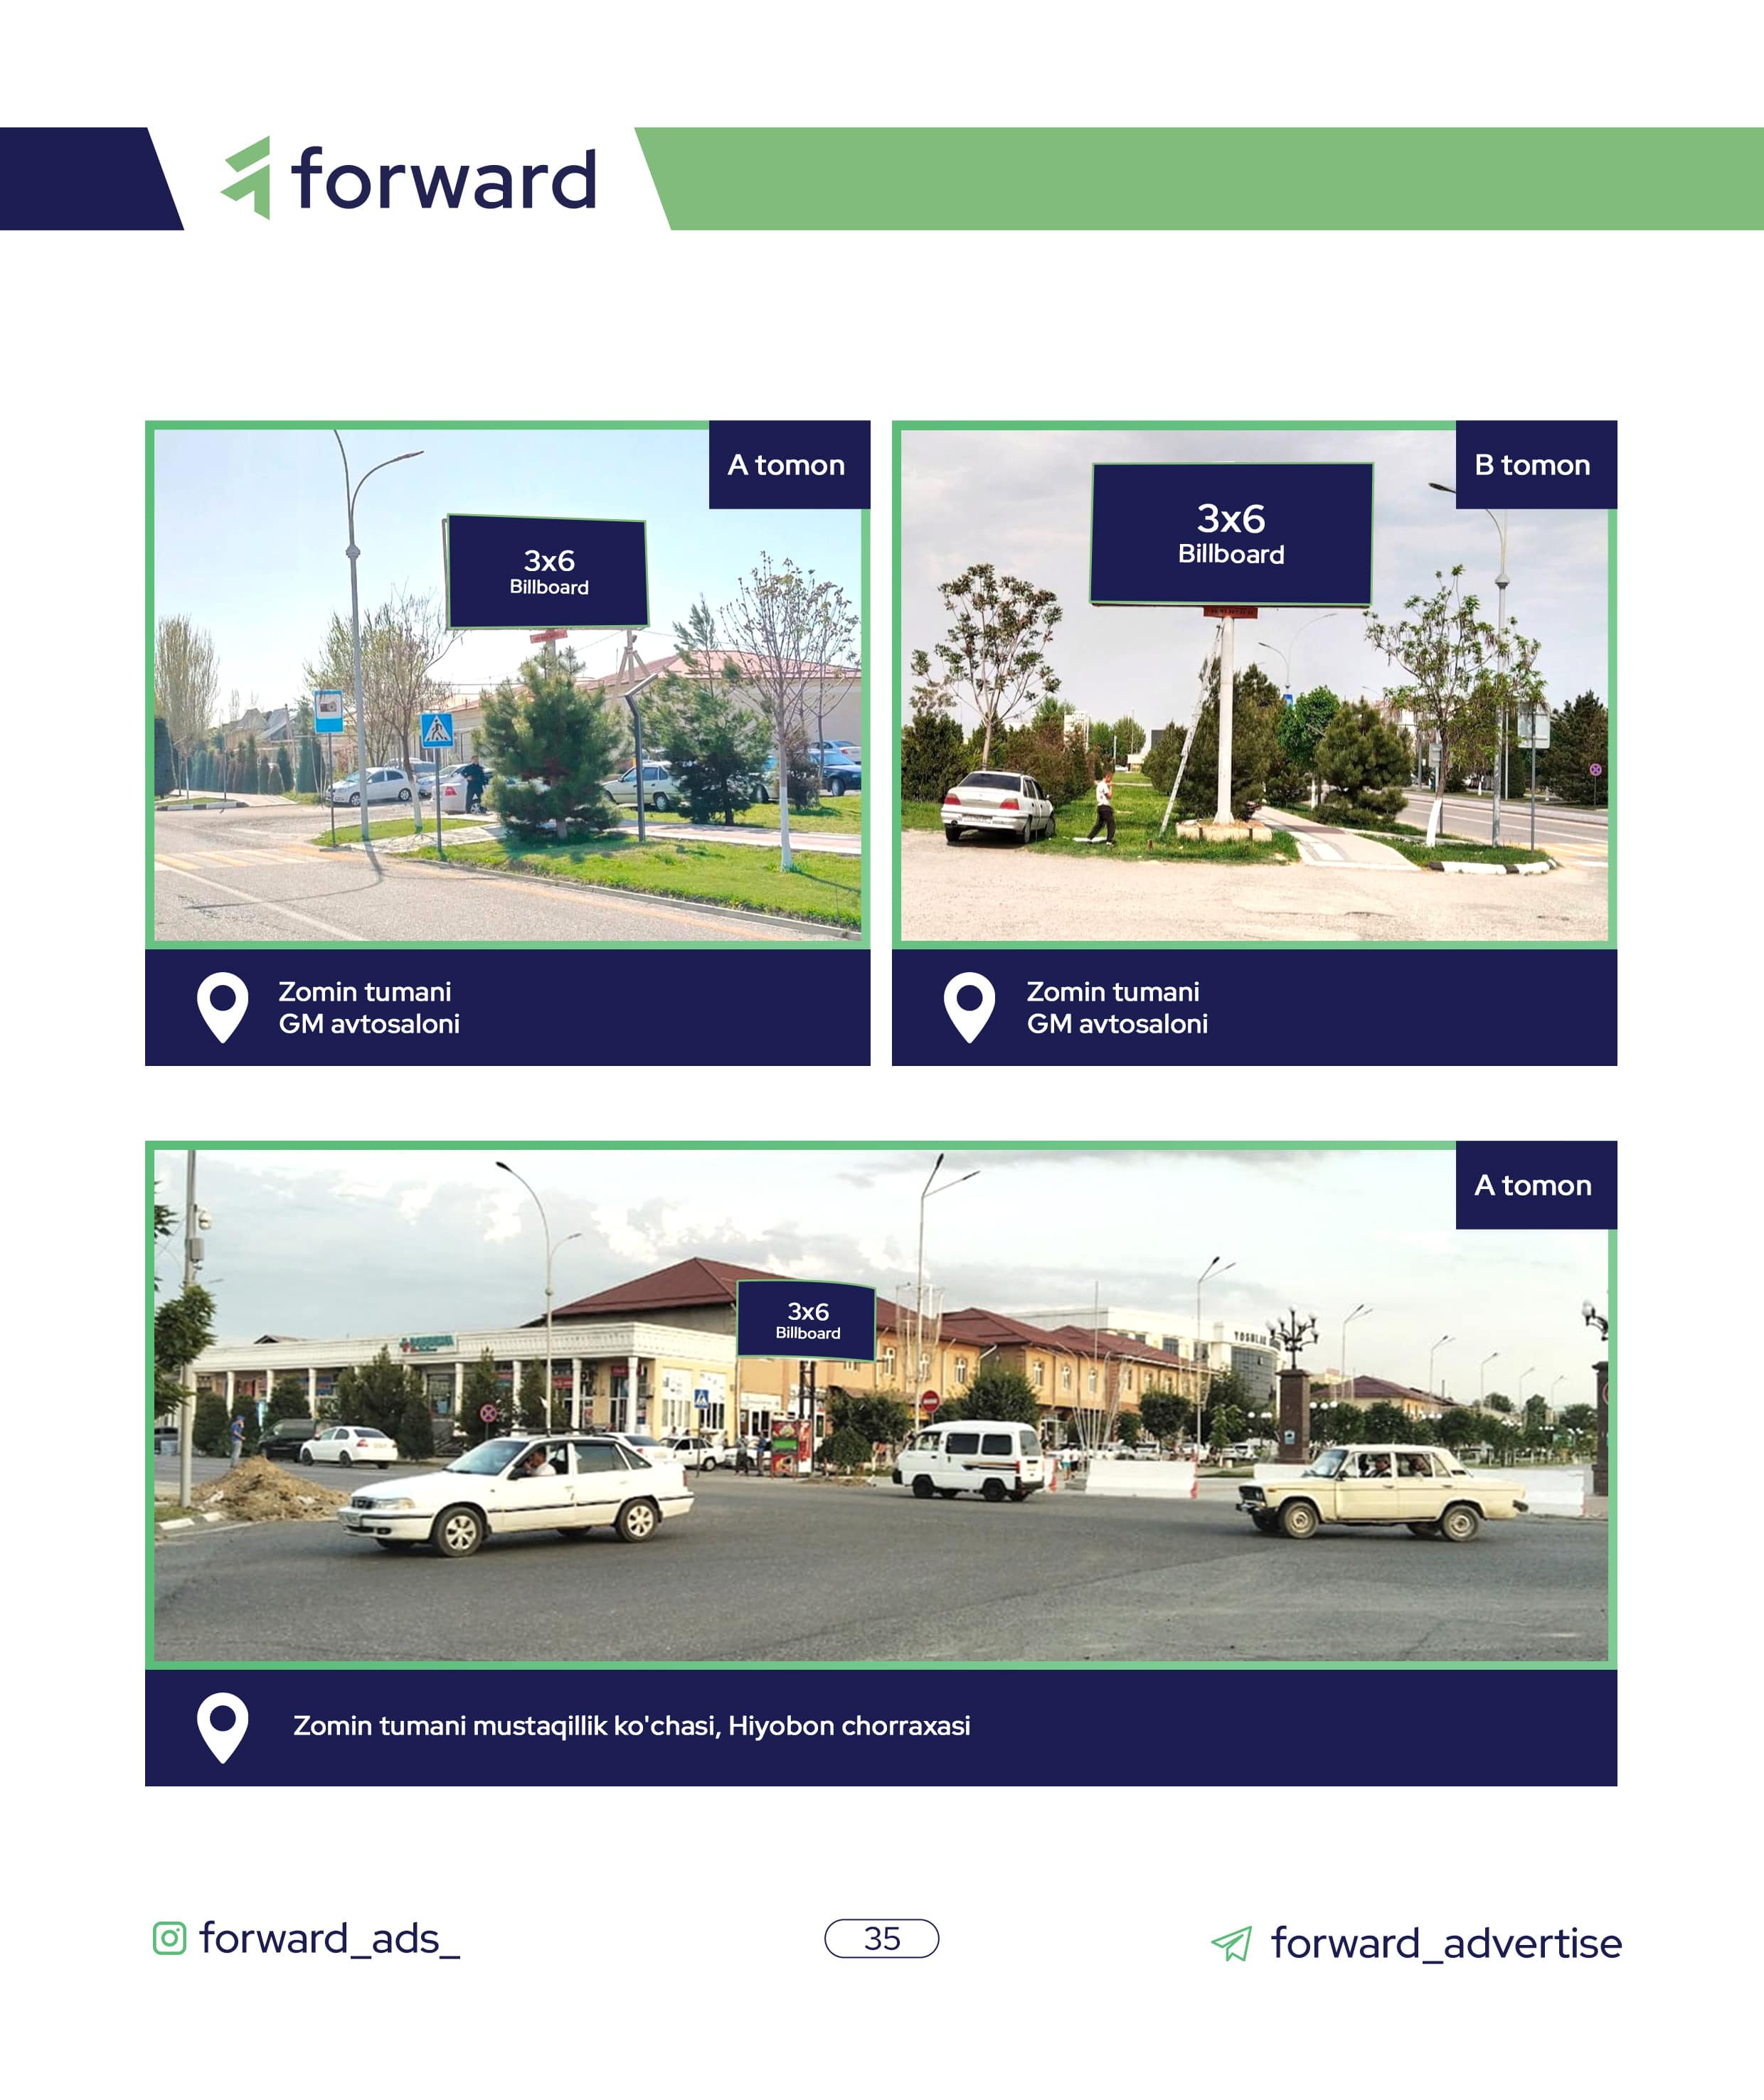 forward
A tomon
3x6
Billboard
Zomin tumani
GM avtosaloni
B tomon
3x6
Billboard
Zomin tumani
GM avtosaloni
A tomon
3x6
Billboard
YOSHLIK
Zomin tumani mustaqillik ko'chasi, Hiyobon chorraxasi
forward_ads_
35
forward_advertise